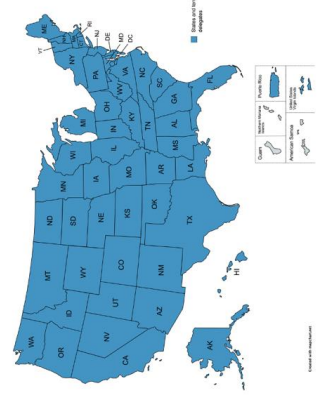 ME
RI
VT
NH
MA
CT
NJ
DE
MD
DC
NY
PA
VA
WV
NC
SC
FL
OH
KY
TN
GA
AL
MS
MI
IN
IL
WI
MN
IA
MO
AR
LA
ND
SD
NE
KS
OK
TX
MT
WY
CO
NM
ID
UT
AZ
WA
OR
NV
CA
AK
HI
States and
delegates
Puerto Rico
Northern Mariana
Islands
United States
Virgin Islands
Guam
American Samoa
Created with mapchart.net